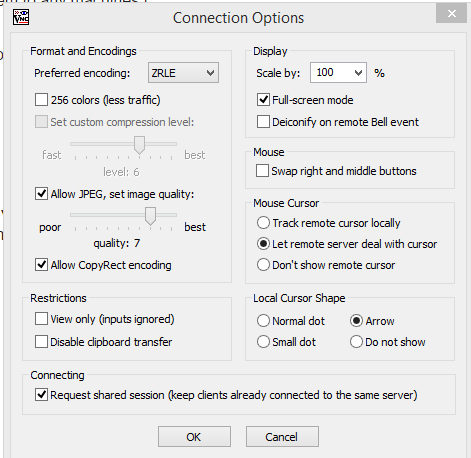 VNC
Connection Options
Format and Encodings
Preferred encoding: ZRLE
256 colors (less traffic)
Set custom compression level:
fast best
level: 6
Allow JPEG, set image quality:
poor best
quality: 7
Allow CopyRect encoding
Display
Scale by: 100 %
Full-screen mode
Deiconify on remote Bell event
Mouse
Swap right and middle buttons
Mouse Cursor
Track remote cursor locally
Let remote server deal with cursor
Don't show remote cursor
Restrictions
View only (inputs ignored)
Disable clipboard transfer
Local Cursor Shape
Normal dot Arrow
Small dot Do not show
Connecting
Request shared session (keep clients already connected to the same server)
OK Cancel